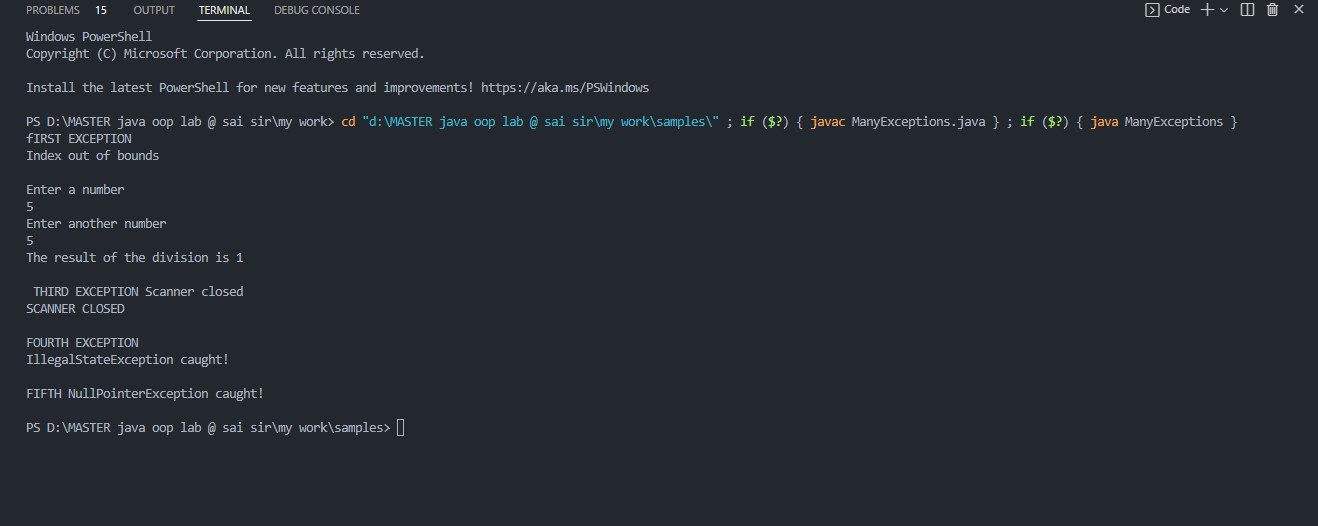 PROBLEMS 15 OUTPUT TERMINAL DEBUG CONSOLE Code
Windows PowerShell
Copyright (C) Microsoft Corporation. All rights reserved.
Install the latest PowerShell for new features and improvements! https://aka.ms/PSWindows
PS D:\MASTER java oop lab @ sai sir\my work> cd "d:\MASTER java oop lab @ sai sir\my work\samples\" ; if ($?) { javac ManyExceptions.java } ; if ($?) { java ManyExceptions }
fIRST EXCEPTION
Index out of bounds
Enter a number
5
Enter another number
5
The result of the division is 1
THIRD EXCEPTION Scanner closed
SCANNER CLOSED
FOURTH EXCEPTION
IllegalStateException caught!
FIFTH NullPointerException caught!
PS D:\MASTER java oop lab @ sai sir\my work\samples>